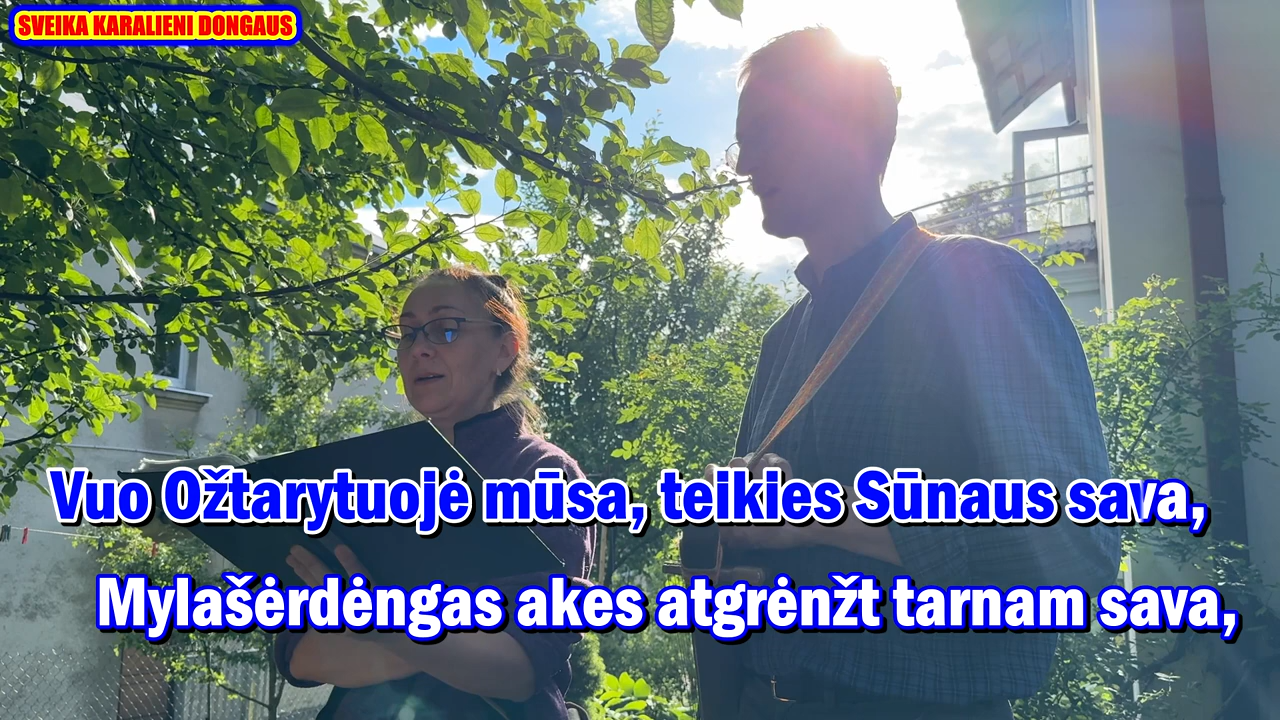 SVEIKA KARALIENI DONGAUS
Vuo Ožtarytuojė mūsa, teikies Sūnaus sava,
Mylašėrdėngas akes atgrėnžt tarnam sava,